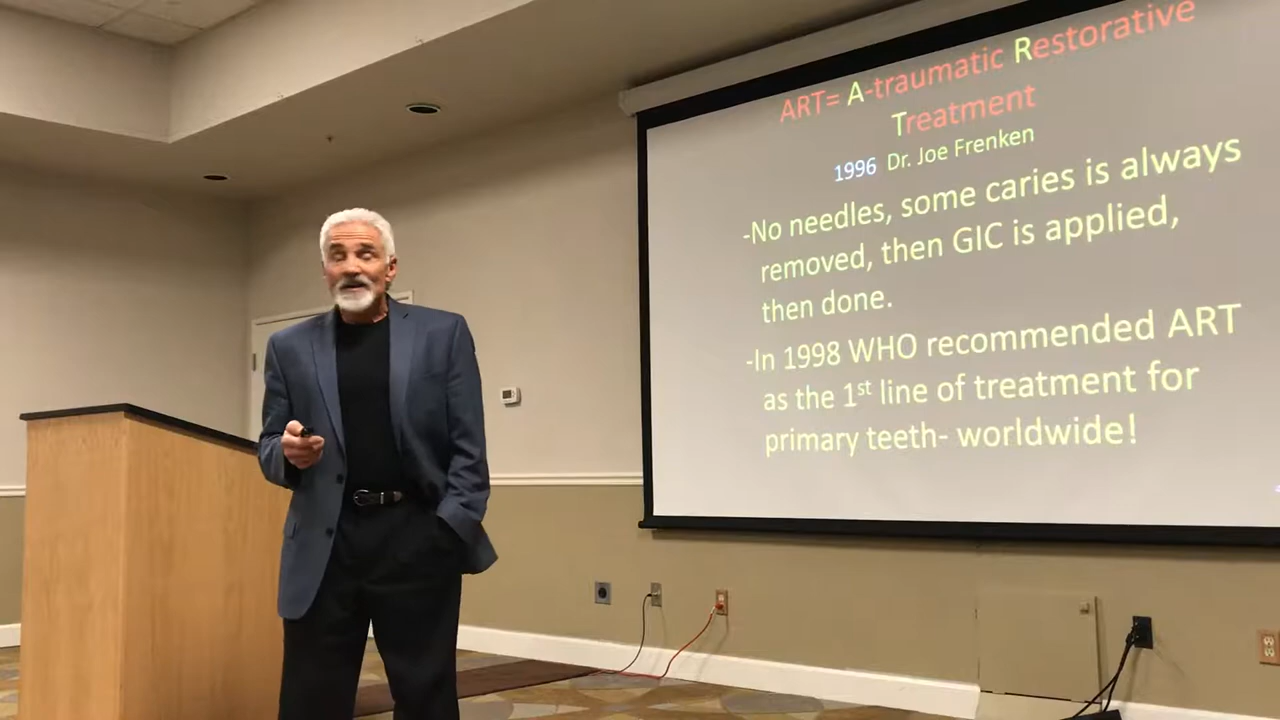 ART= A-traumatic Restorative
Treatment
1996 Dr. Joe Frenken
-No needles, some caries is always
removed, then GIC is applied,
then done.
-In 1998 WHO recommended ART
as the 1st line of treatment for
primary teeth- worldwide!